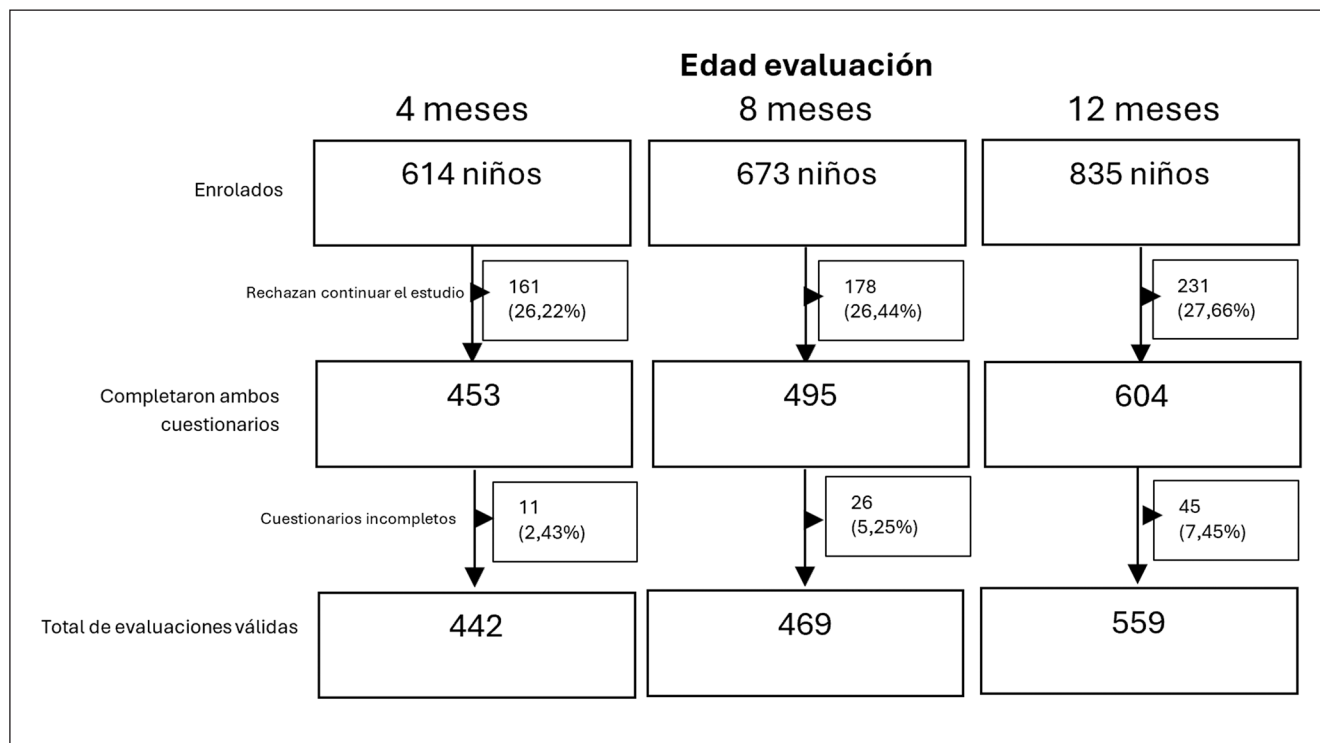 Edad evaluación
4 meses
8 meses
12 meses
Enrolados
614 niños
673 niños
835 niños
Rechazan continuar el estudio
161
(26,22%)
178
(26,44%)
231
(27,66%)
Completaron ambos
cuestionarios
453
495
604
Cuestionarios incompletos
11
(2,43%)
26
(5,25%)
45
(7,45%)
Total de evaluaciones válidas
442
469
559